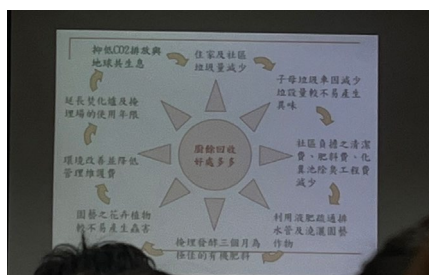 抑低CO2排放與
地球共生息
住家及社區
垃圾量減少
子母垃圾車因減少
垃設量較不易產生
異味
社區負擔之清潔
費、肥料費、化
糞池除臭工程費
減少
利用液肥疏通排
水管及澆灑園藝
作物
掩埋發酵三個月為
極佳的有機肥料
園藝之花卉植物
較不易產生蟲害
環境改善並降低
管理維護費
延長焚化爐及掩
埋場的使用年限
廚餘回收
好處多多